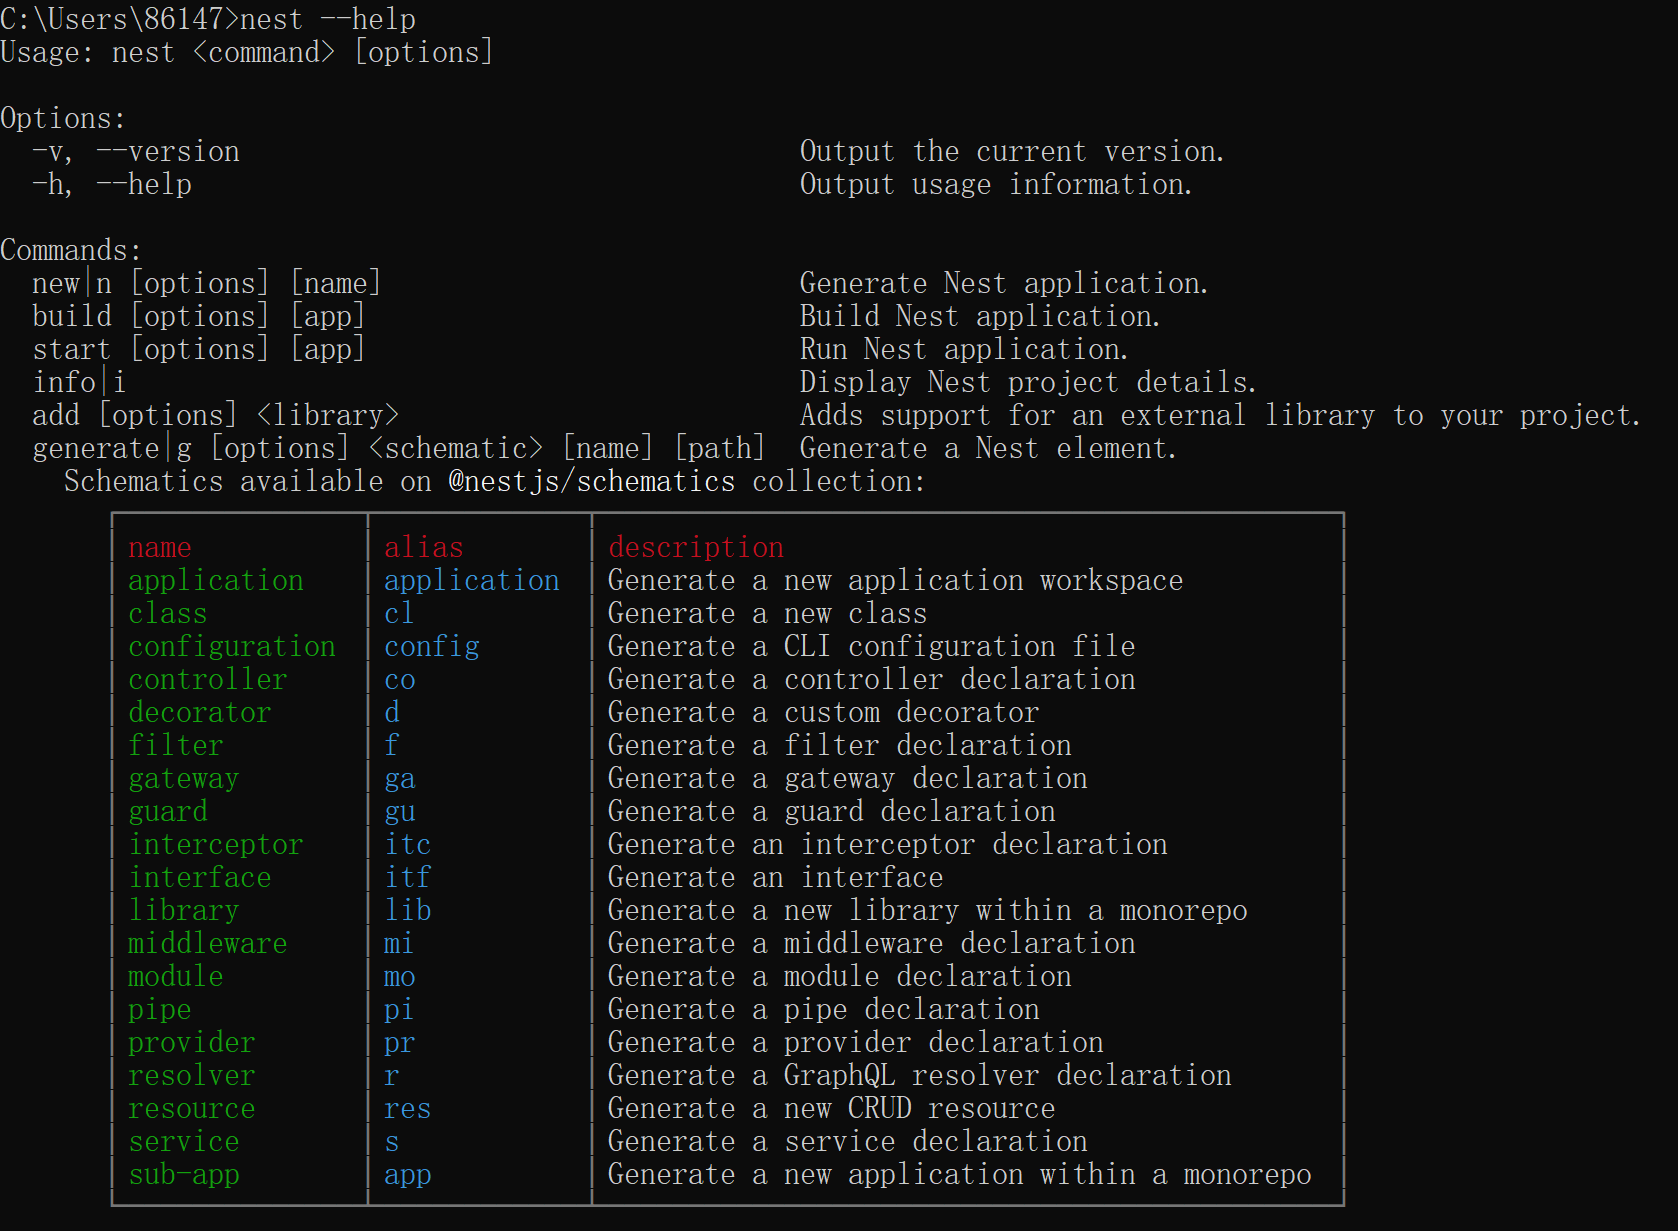 C:\Users\86147>nest --help
Usage: nest <command> [options]
Options:
-v, --version Output the current version.
-h, --help Output usage information.
Commands:
new|n [options] [name] Generate Nest application.
build [options] [app] Build Nest application.
start [options] [app] Run Nest application.
info|i Display Nest project details.
add [options] <library> Adds support for an external library to your project.
generate|g [options] <schematic> [name] [path] Generate a Nest element.
Schematics available on @nestjs/schematics collection:
name alias description
application application Generate a new application workspace
class cl Generate a new class
configuration config Generate a CLI configuration file
controller co Generate a controller declaration
decorator d Generate a custom decorator
filter f Generate a filter declaration
gateway ga Generate a gateway declaration
guard gu Generate a guard declaration
interceptor itc Generate an interceptor declaration
interface itf Generate an interface
library lib Generate a new library within a monorepo
middleware mi Generate a middleware declaration
module mo Generate a module declaration
pipe pi Generate a pipe declaration
provider pr Generate a provider declaration
resolver r Generate a GraphQL resolver declaration
resource res Generate a new CRUD resource
service s Generate a service declaration
sub-app app Generate a new application within a monorepo